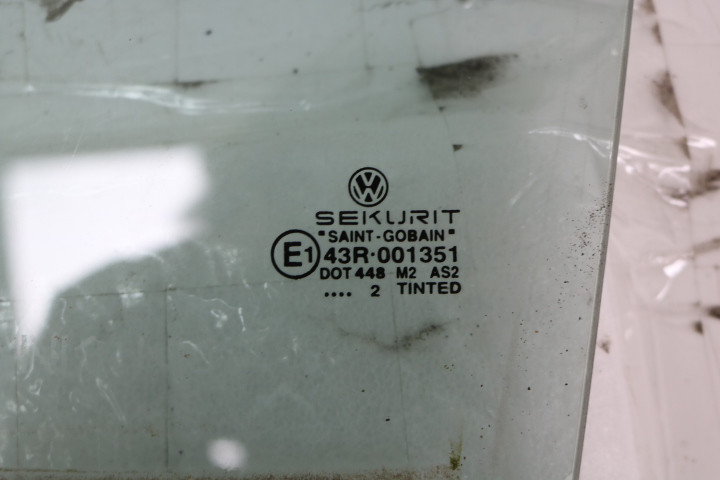 SEKURIT
"SAINT-GOBAIN"
E1 43R-001351
DOT 448 M2 AS2
.... 2 TINTED